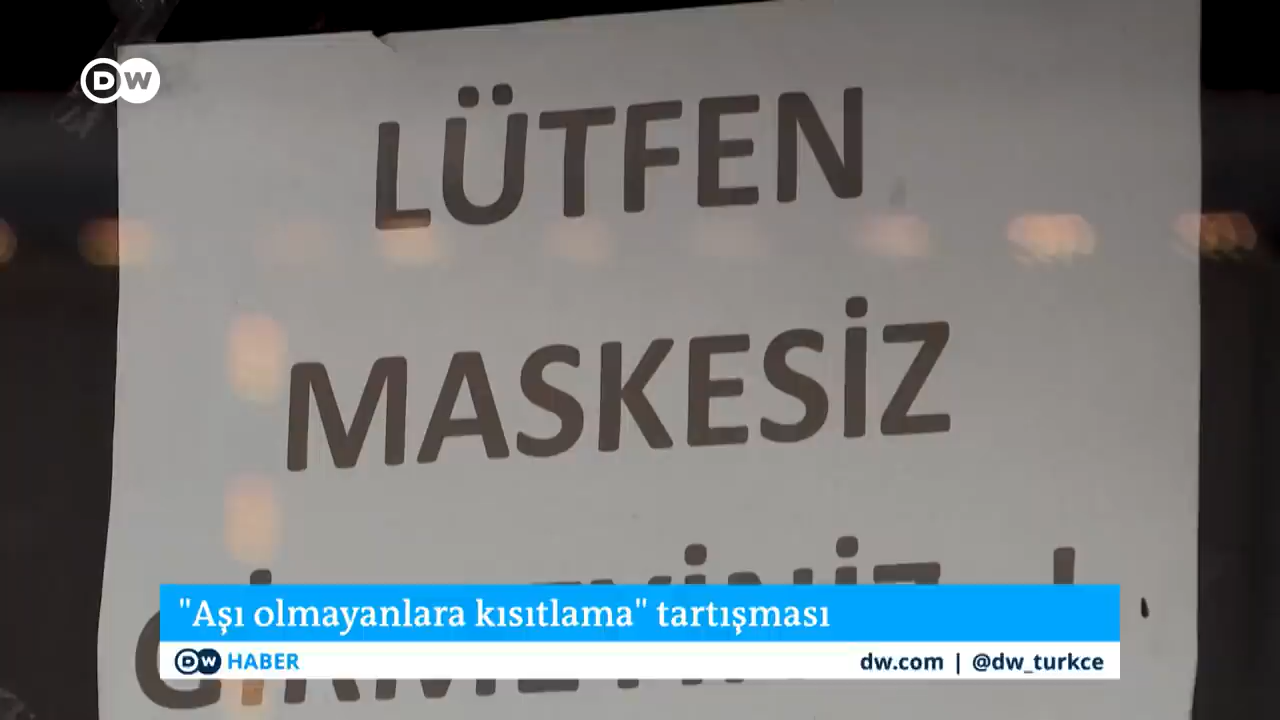 DW
LÜTFEN
MASKESİZ
"Aşı olmayanlara kısıtlama" tartışması
DW HABER
dw.com | @dw_turkce